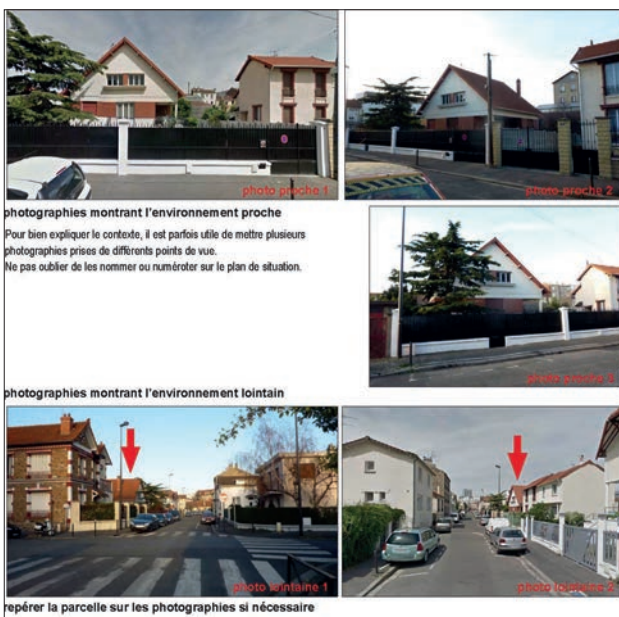 photo proche 1
photo proche 2
photographies montrant l'environnement proche
Pour bien expliquer le contexte, il est parfois utile de mettre plusieurs
photographies prises de différents points de vue.
Ne pas oublier de les nommer ou numéroter sur le plan de situation.
photo proche 3
photographies montrant l'environnement lointain
photo lointaine 1
photo lointaine 2
repérer la parcelle sur les photographies si nécessaire